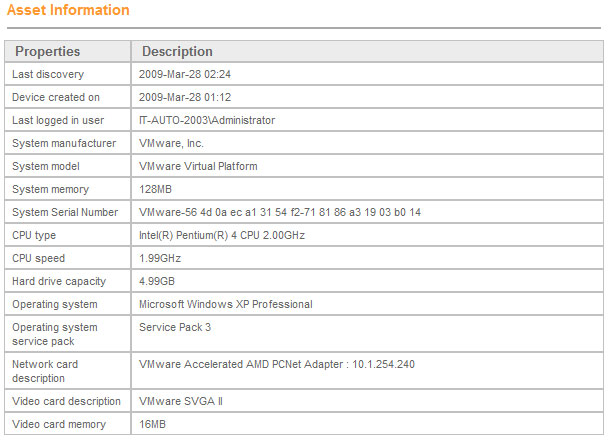 Asset Information
Properties Description
Last discovery 2009-Mar-28 02:24
Device created on 2009-Mar-28 01:12
Last logged in user IT-AUTO-2003\Administrator
System manufacturer VMware, Inc.
System model VMware Virtual Platform
System memory 128MB
System Serial Number VMware-56 4d 0a ec a1 31 54 f2-71 81 86 a3 19 03 b0 14
CPU type Intel(R) Pentium(R) 4 CPU 2.00GHz
CPU speed 1.99GHz
Hard drive capacity 4.99GB
Operating system Microsoft Windows XP Professional
Operating system Service Pack 3
service pack
Network card VMware Accelerated AMD PCNet Adapter : 10.1.254.240
description
Video card description VMware SVGA II
Video card memory 16MB